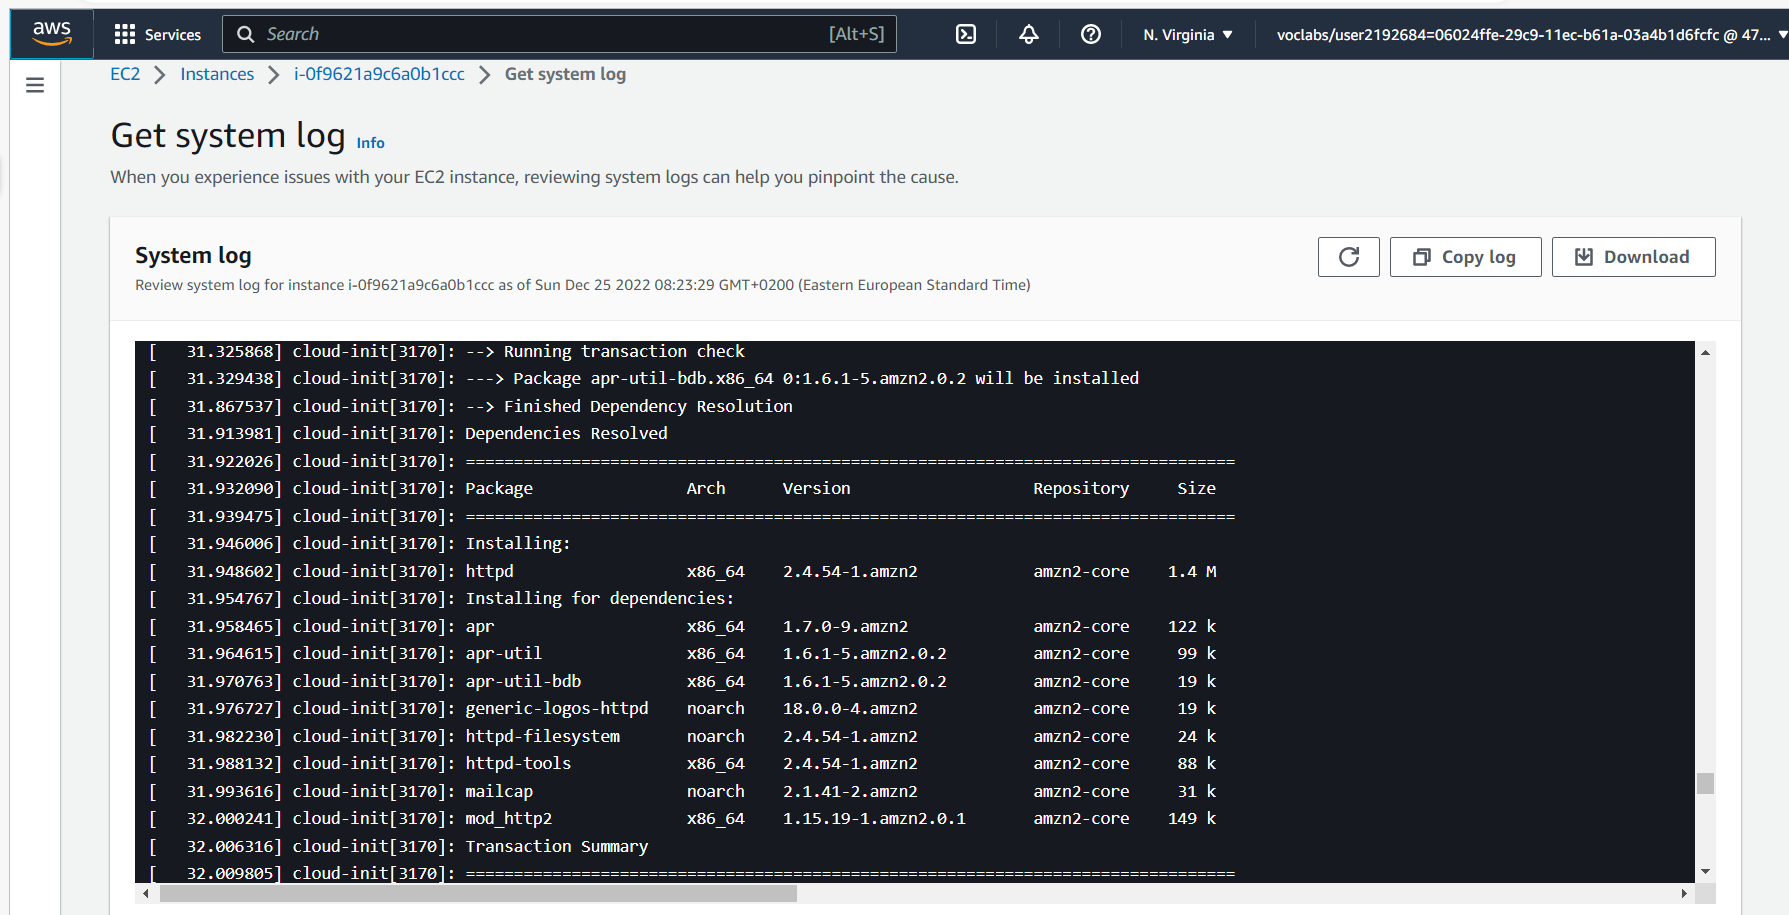 aws Services Search [Alt+S] N. Virginia voclabs/user2192684=06024ffe-29c9-11ec-b61a-03a4b1d6fcfc @ 47...
EC2 > Instances > i-0f9621a9c6a0b1ccc > Get system log
Get system log Info
When you experience issues with your EC2 instance, reviewing system logs can help you pinpoint the cause.
System log
Review system log for instance i-0f9621a9c6a0b1ccc as of Sun Dec 25 2022 08:23:29 GMT+0200 (Eastern European Standard Time)
Copy log Download
[   31.325868] cloud-init[3170]: --> Running transaction check
[   31.329438] cloud-init[3170]: ---> Package apr-util-bdb.x86_64 0:1.6.1-5.amzn2.0.2 will be installed
[   31.867537] cloud-init[3170]: --> Finished Dependency Resolution
[   31.913981] cloud-init[3170]: Dependencies Resolved
[   31.922026] cloud-init[3170]: ================================================================================
[   31.932090] cloud-init[3170]: Package                Arch      Version                   Repository     Size
[   31.939475] cloud-init[3170]: ================================================================================
[   31.946006] cloud-init[3170]: Installing:
[   31.948602] cloud-init[3170]: httpd                  x86_64    2.4.54-1.amzn2            amzn2-core    1.4 M
[   31.954767] cloud-init[3170]: Installing for dependencies:
[   31.958465] cloud-init[3170]: apr                    x86_64    1.7.0-9.amzn2             amzn2-core    122 k
[   31.964615] cloud-init[3170]: apr-util               x86_64    1.6.1-5.amzn2.0.2         amzn2-core     99 k
[   31.970763] cloud-init[3170]: apr-util-bdb           x86_64    1.6.1-5.amzn2.0.2         amzn2-core     19 k
[   31.976727] cloud-init[3170]: generic-logos-httpd    noarch    18.0.0-4.amzn2            amzn2-core     19 k
[   31.982230] cloud-init[3170]: httpd-filesystem       noarch    2.4.54-1.amzn2            amzn2-core     24 k
[   31.988132] cloud-init[3170]: httpd-tools            x86_64    2.4.54-1.amzn2            amzn2-core     88 k
[   31.993616] cloud-init[3170]: mailcap                noarch    2.1.41-2.amzn2            amzn2-core     31 k
[   32.000241] cloud-init[3170]: mod_http2              x86_64    1.15.19-1.amzn2.0.1       amzn2-core    149 k
[   32.006316] cloud-init[3170]: Transaction Summary
[   32.009805] cloud-init[3170]: ================================================================================